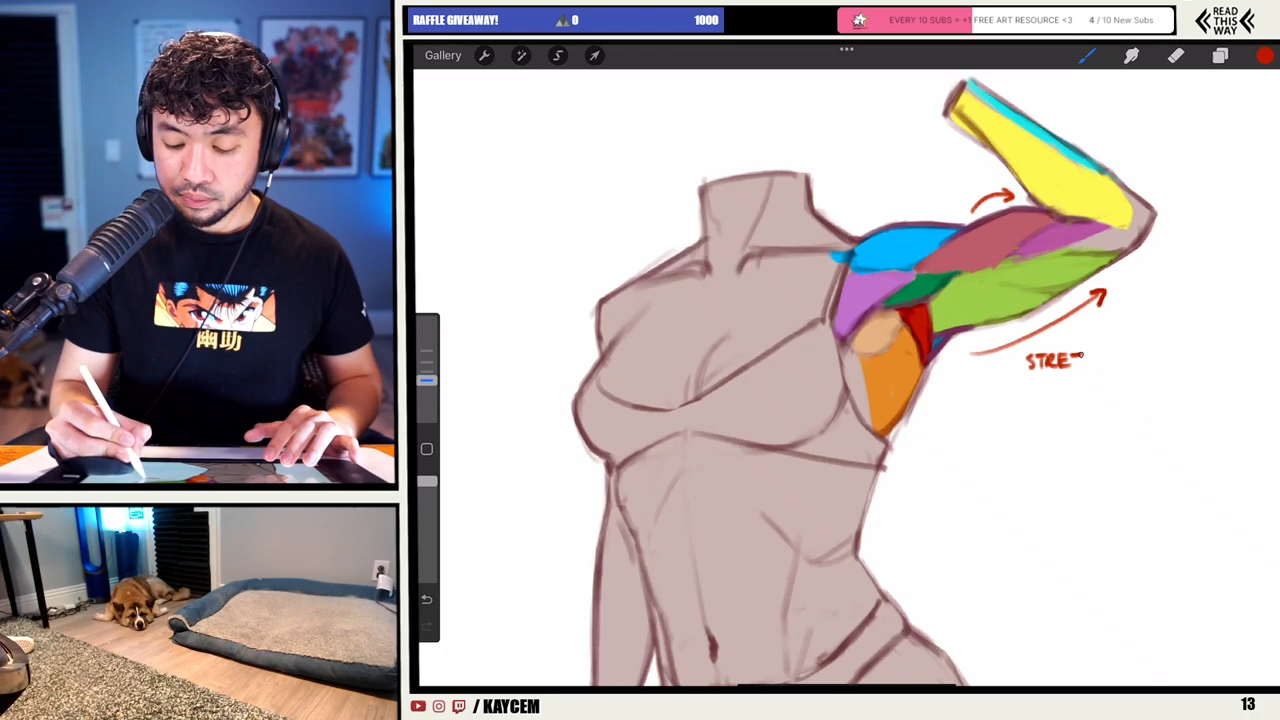 RAFFLE GIVEAWAY! 0 1000
EVERY 10 SUBS = +1 FREE ART RESOURCE <3 4 / 10 New Subs
READ
THIS
WAY
Gallery
STRET
幽助
/ KAYCEM
13